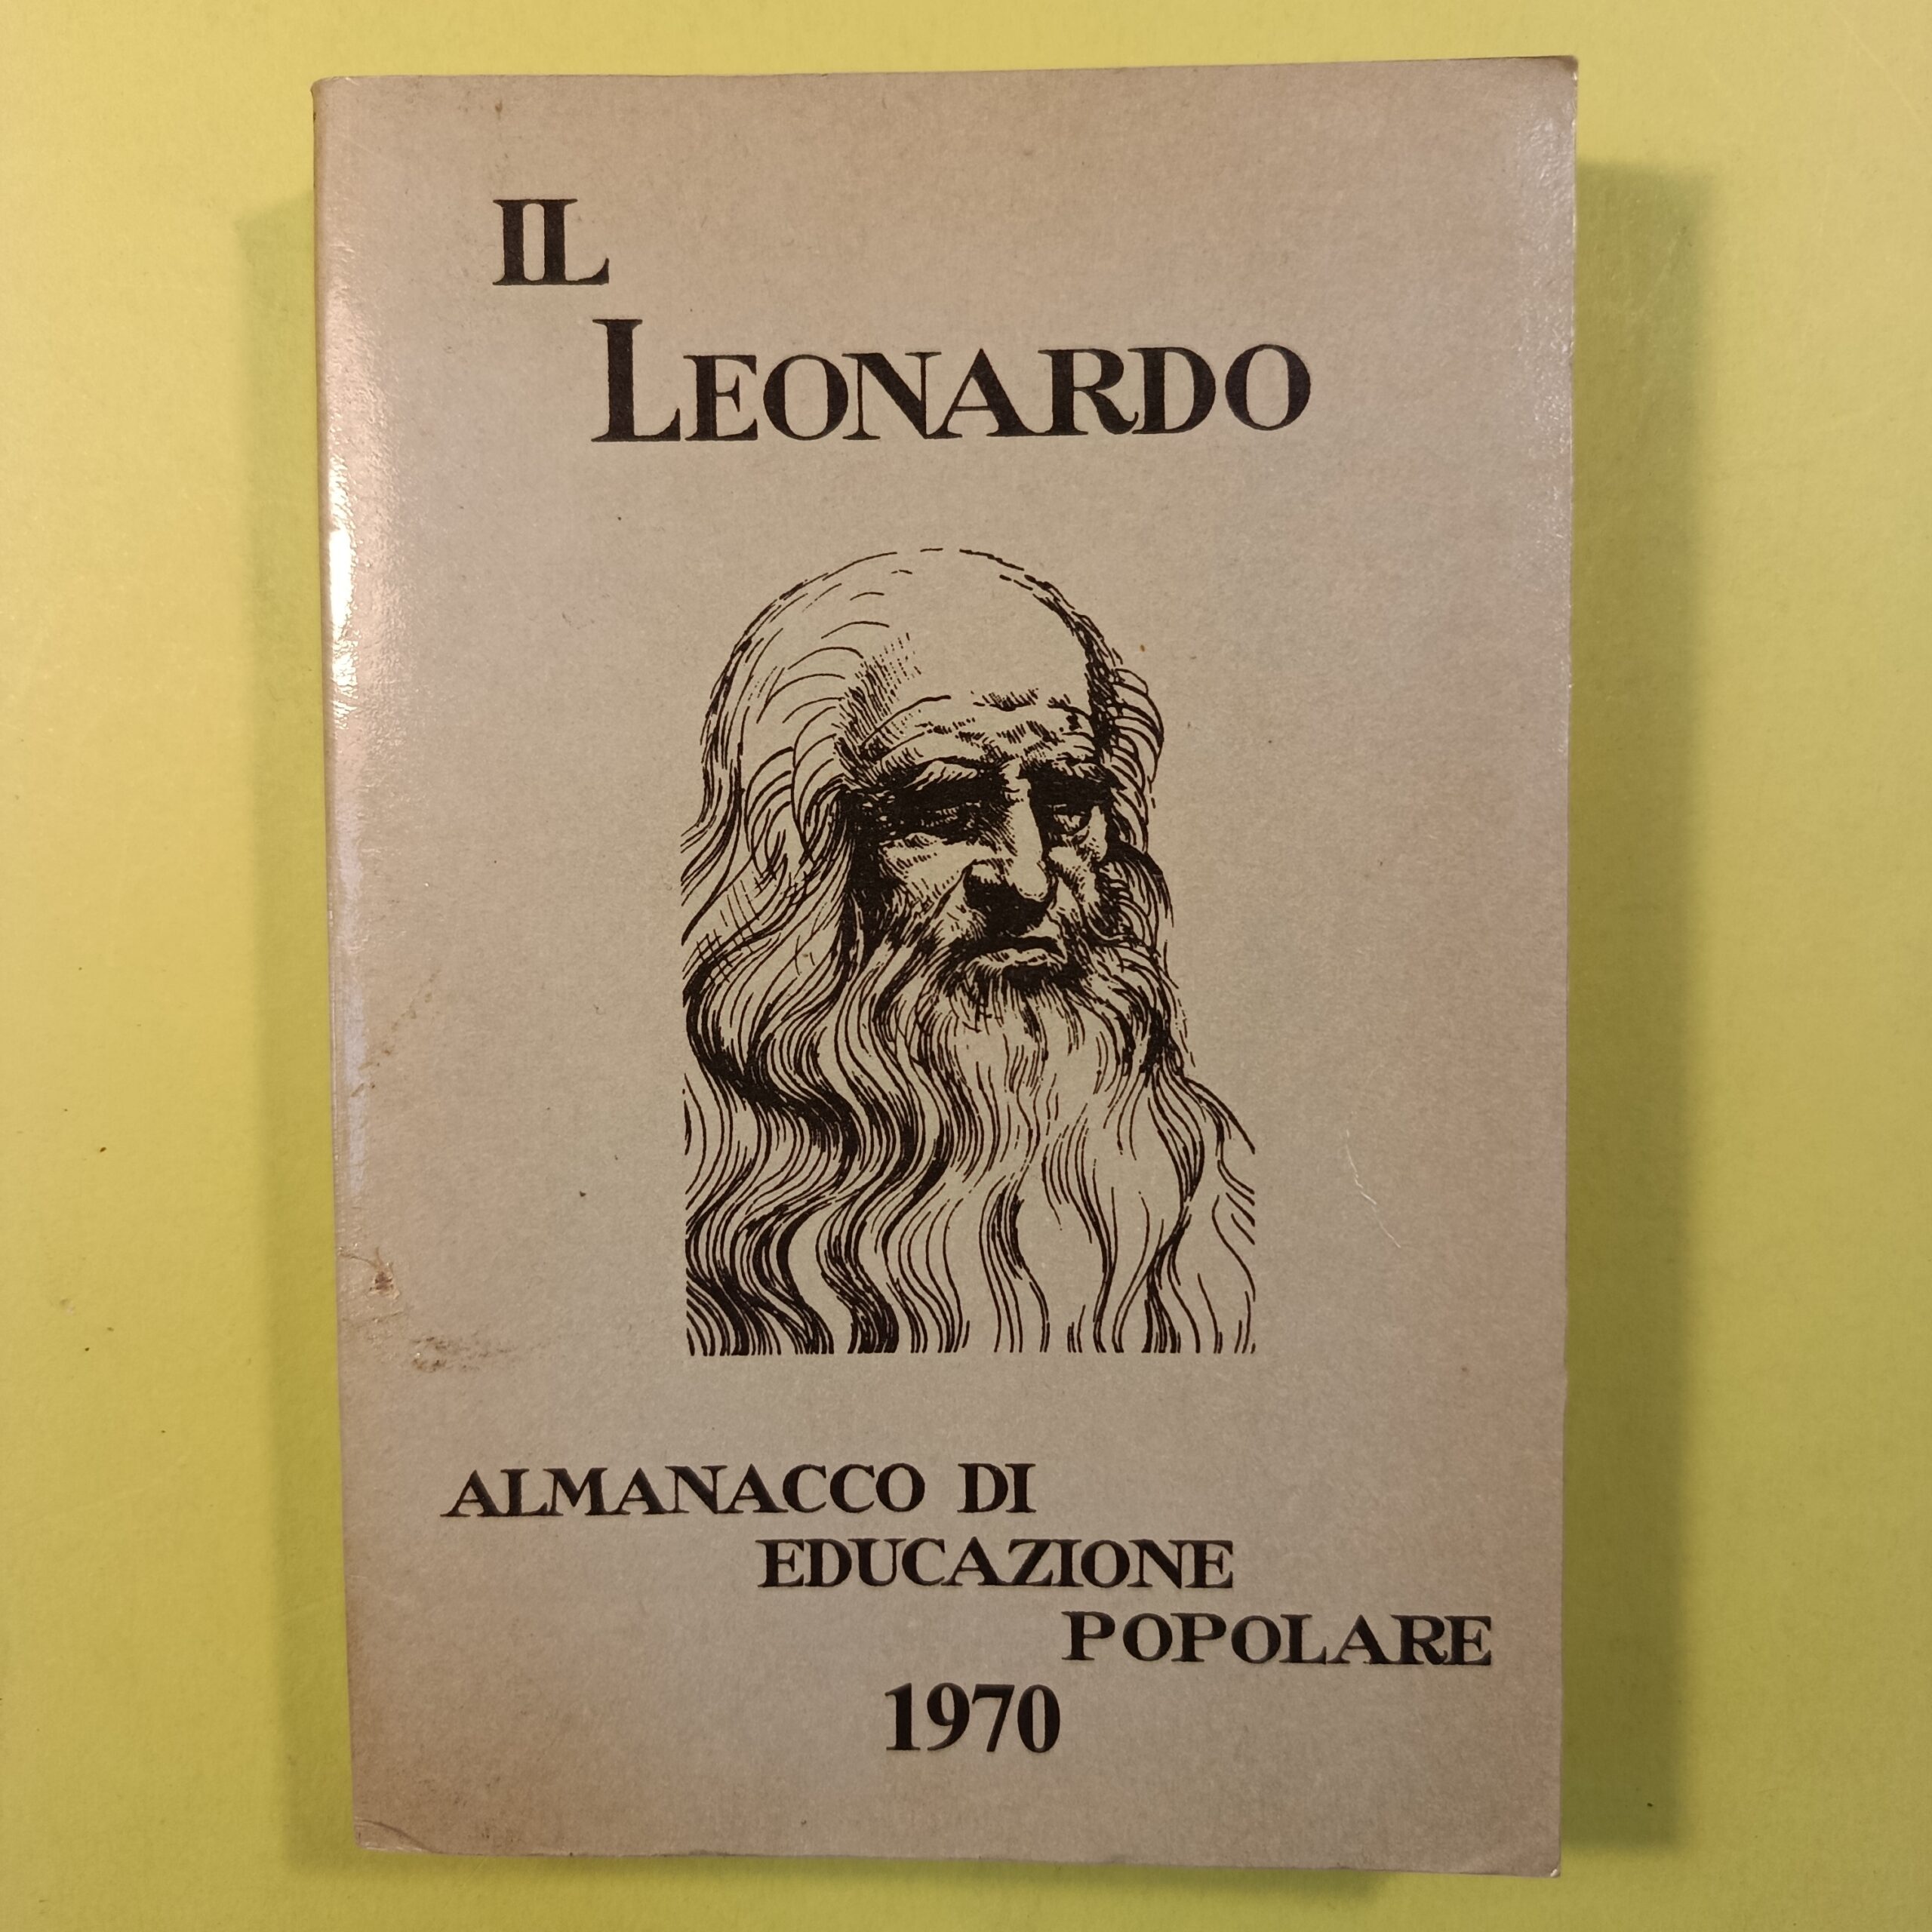 IL
LEONARDO
ALMANACCO DI
EDUCAZIONE
POPOLARE
1970